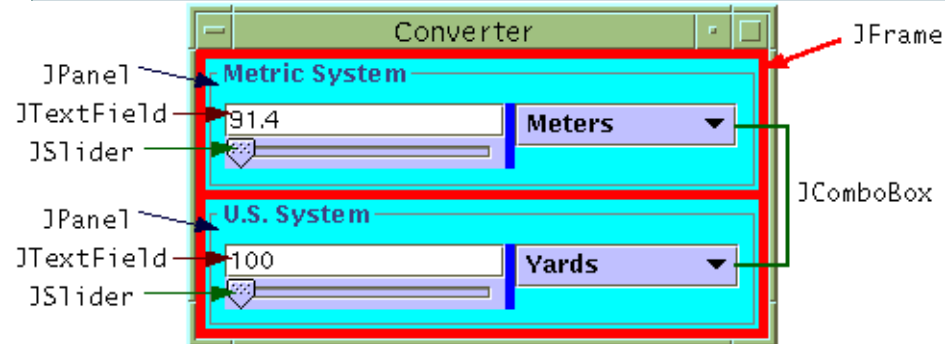 Converter
JFrame
JPanel
Metric System
JTextField
91.4
Meters
JSlider
JComboBox
JPanel
U.S. System
JTextField
100
Yards
JSlider